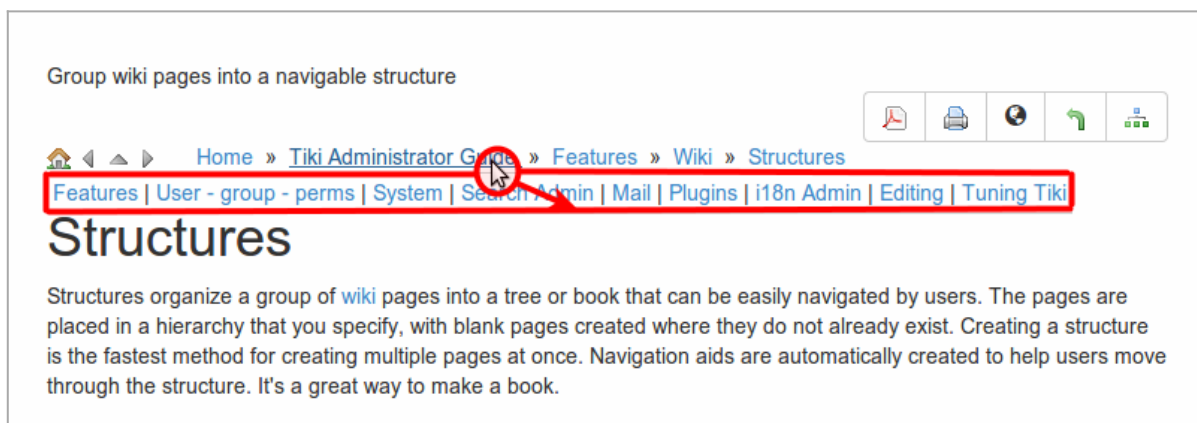 Group wiki pages into a navigable structure
Home » Tiki Administrator Guide » Features » Wiki » Structures
Features | User - group - perms | System | Search Admin | Mail | Plugins | i18n Admin | Editing | Tuning Tiki
Structures
Structures organize a group of wiki pages into a tree or book that can be easily navigated by users. The pages are
placed in a hierarchy that you specify, with blank pages created where they do not already exist. Creating a structure
is the fastest method for creating multiple pages at once. Navigation aids are automatically created to help users move
through the structure. It's a great way to make a book.